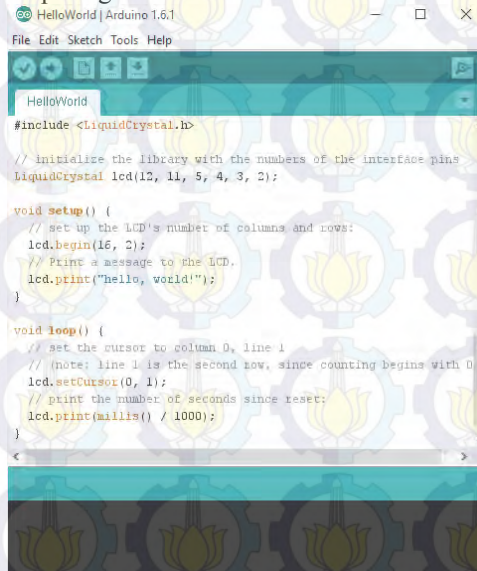 HelloWorld | Arduino 1.6.1
File Edit Sketch Tools Help
HelloWorld
#include <LiquidCrystal.h>
// initialize the library with the numbers of the interface pins
LiquidCrystal lcd(12, 11, 5, 4, 3, 2);
void setup() {
// set up the LCD's number of columns and rows:
lcd.begin(16, 2);
// Print a message to the LCD.
lcd.print("hello, world!");
}
void loop() {
// set the cursor to column 0, line 1
// (note: line 1 is the second row, since counting begins with 0
lcd.setCursor(0, 1);
// print the number of seconds since reset:
lcd.print(millis() / 1000);
}